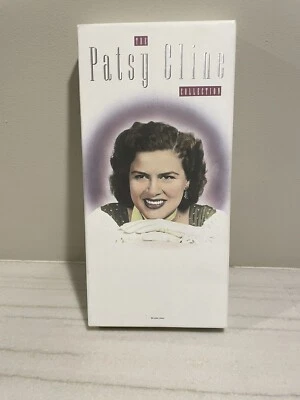 THE
Patsy Cline
COLLECTION